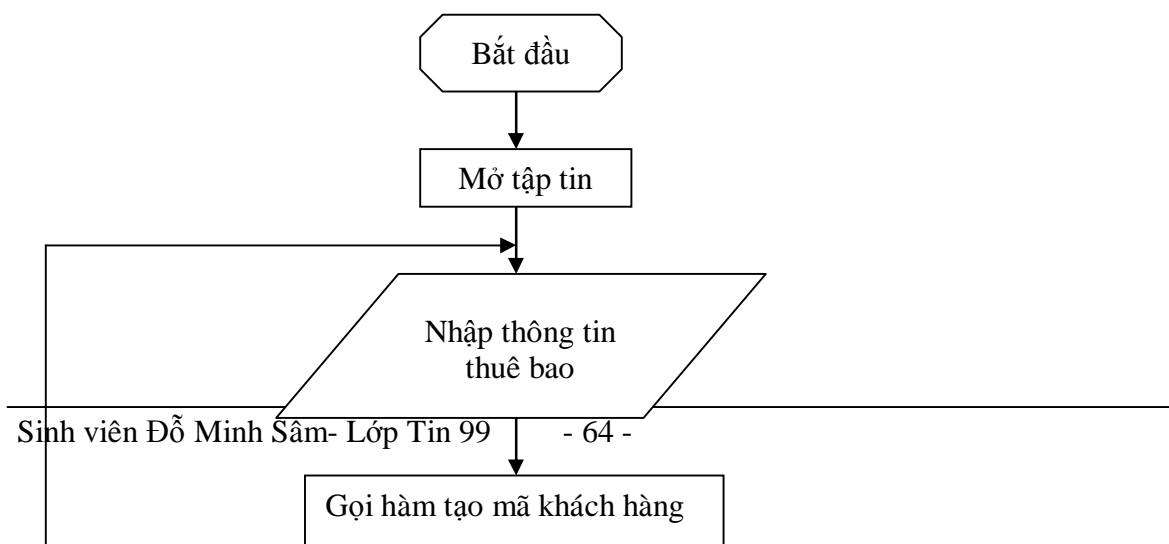 Bắt đầu
Mở tập tin
Nhập thông tin
thuê bao
Sinh viên Đỗ Minh Sâm- Lớp Tin 99 - 64 -
Gọi hàm tạo mã khách hàng